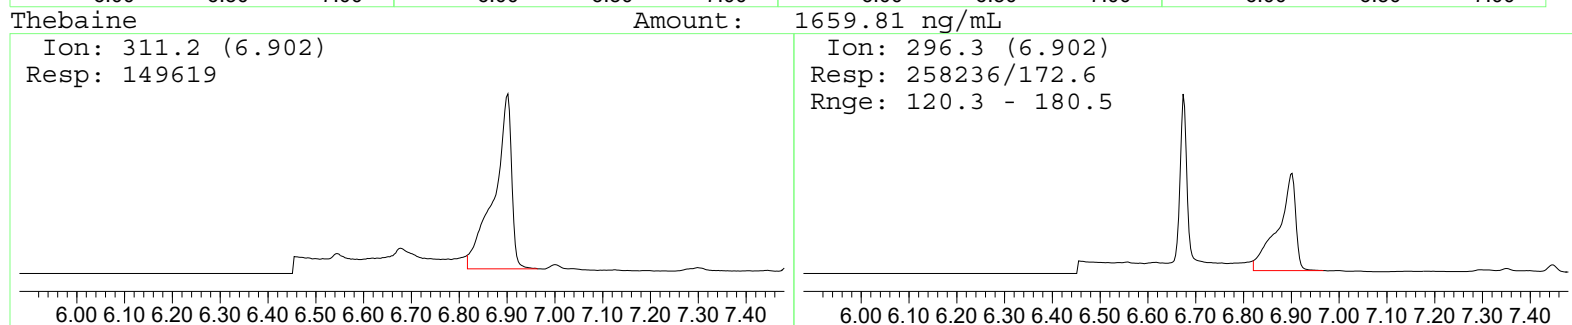 Thebaine Amount: 1659.81 ng/mL
Ion: 311.2 (6.902)
Resp: 149619
6.00 6.10 6.20 6.30 6.40 6.50 6.60 6.70 6.80 6.90 7.00 7.10 7.20 7.30 7.40
Ion: 296.3 (6.902)
Resp: 258236/172.6
Rnge: 120.3 - 180.5
6.00 6.10 6.20 6.30 6.40 6.50 6.60 6.70 6.80 6.90 7.00 7.10 7.20 7.30 7.40